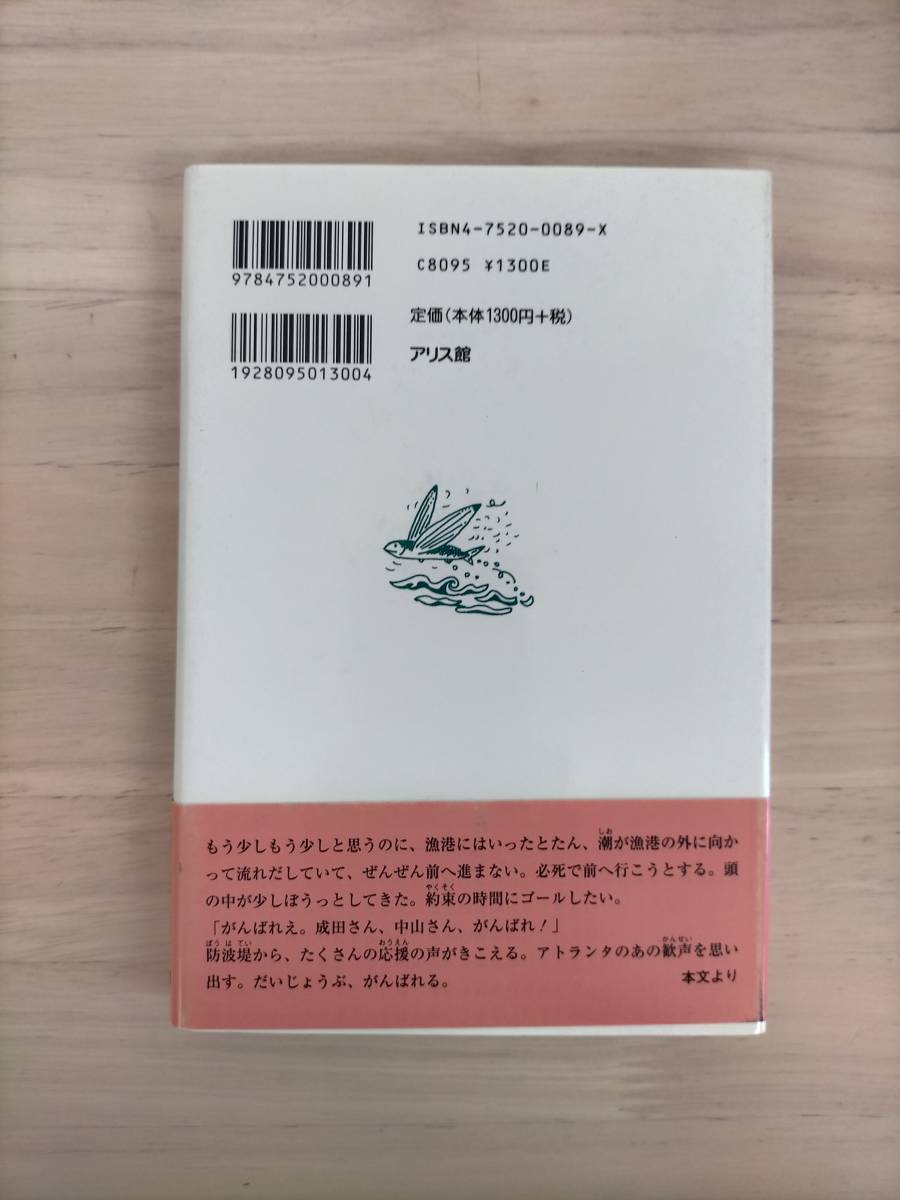 ISBN4-7520-0089-X
9784752000891
C8095 ¥1300E
定価(本体1300円+税)
1928095013004
アリス館
もう少しもう少しと思うのに、漁港にはいったとたん、潮が漁港の外に向か
って流れだしていて、ぜんぜん前へ進まない。必死で前へ行こうとする。頭
の中が少しぼうっとしてきた。約束の時間にゴールしたい。
「がんばれえ。成田さん、中山さん、がんばれ!」
防波堤から、たくさんの応援の声がきこえる。アトランタのあの歓声を思い
出す。だいじょうぶ、がんばれる。
本文より